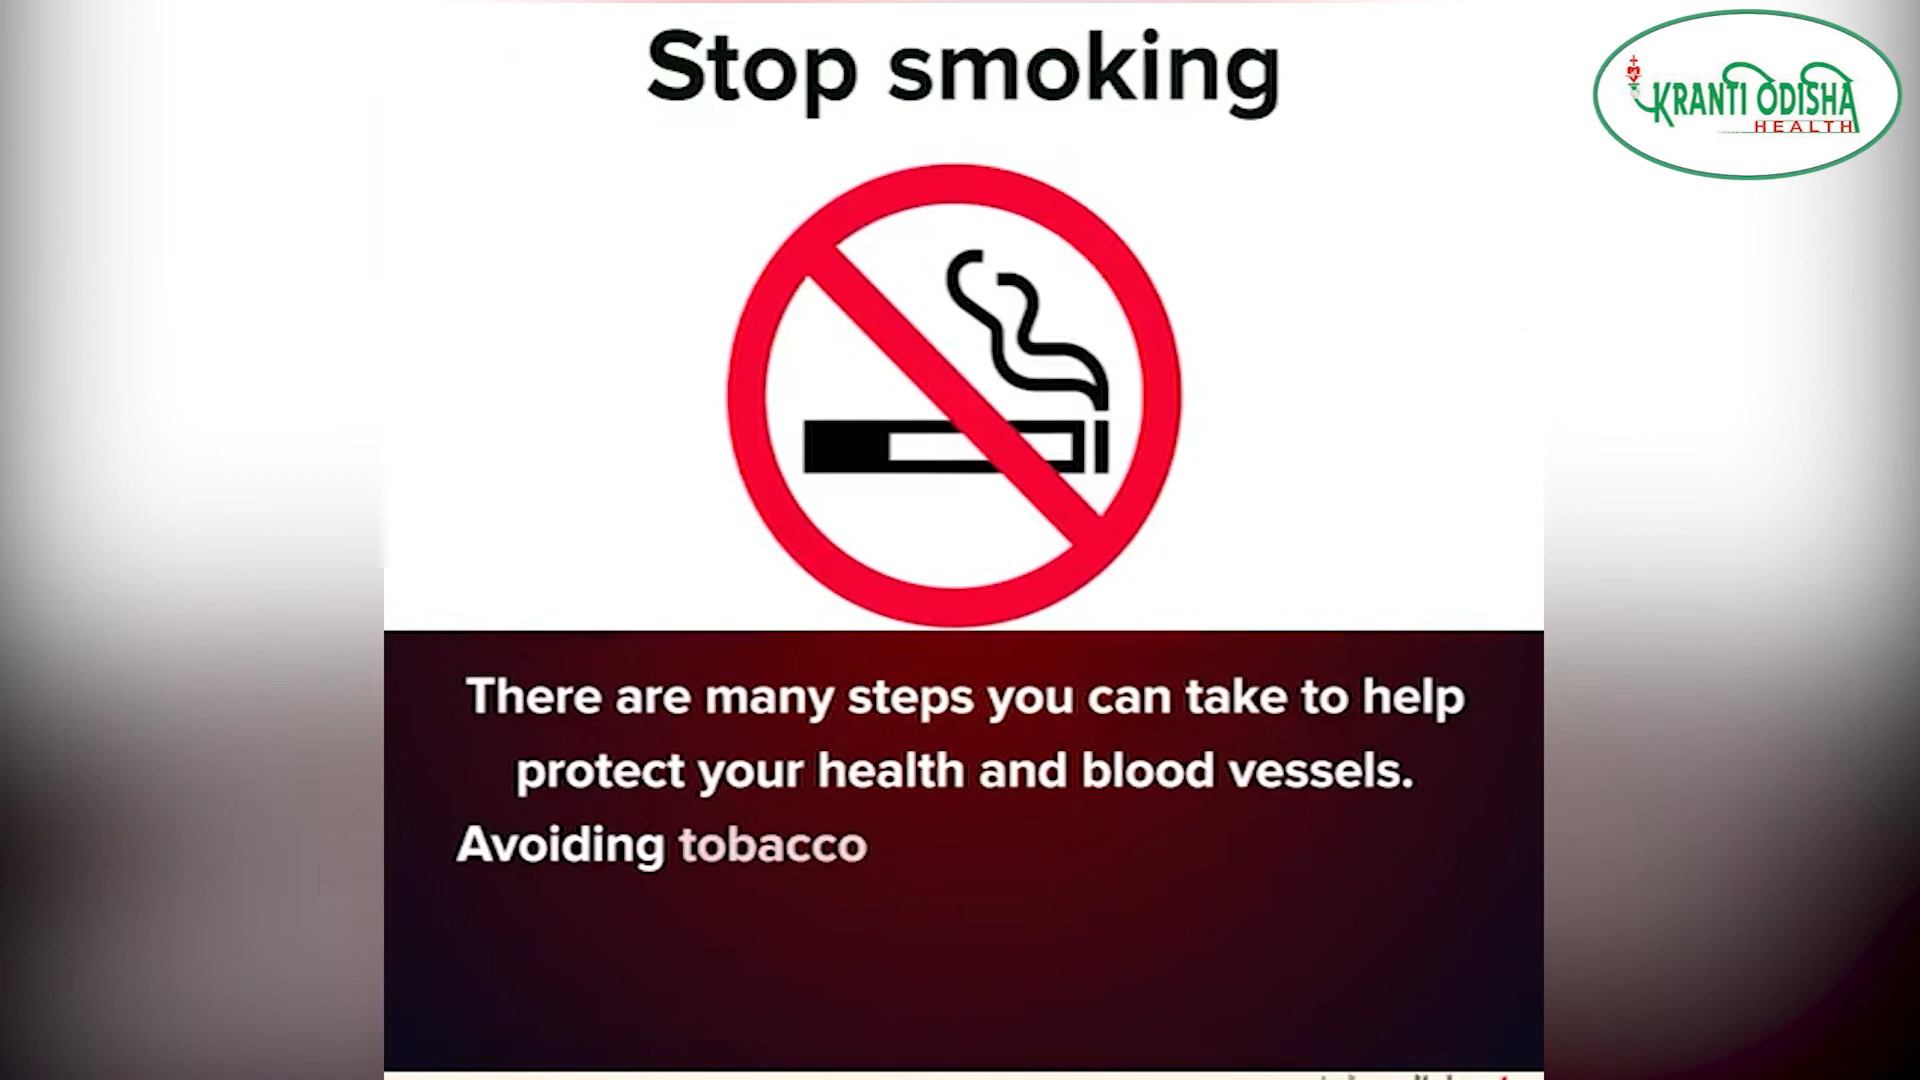 Stop smoking
KRANTI ODISHA
HEALTH
There are many steps you can take to help
protect your health and blood vessels.
Avoiding tobacco